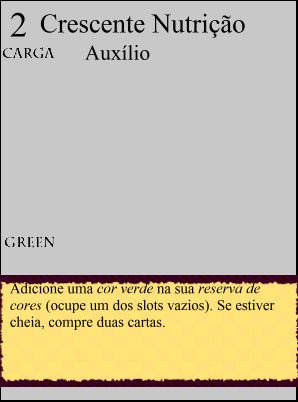 2 Crescente Nutrição
CARGA Auxílio
GREEN
Adicione uma cor verde na sua reserva de
cores (ocupe um dos slots vazios). Se estiver
cheia, compre duas cartas.